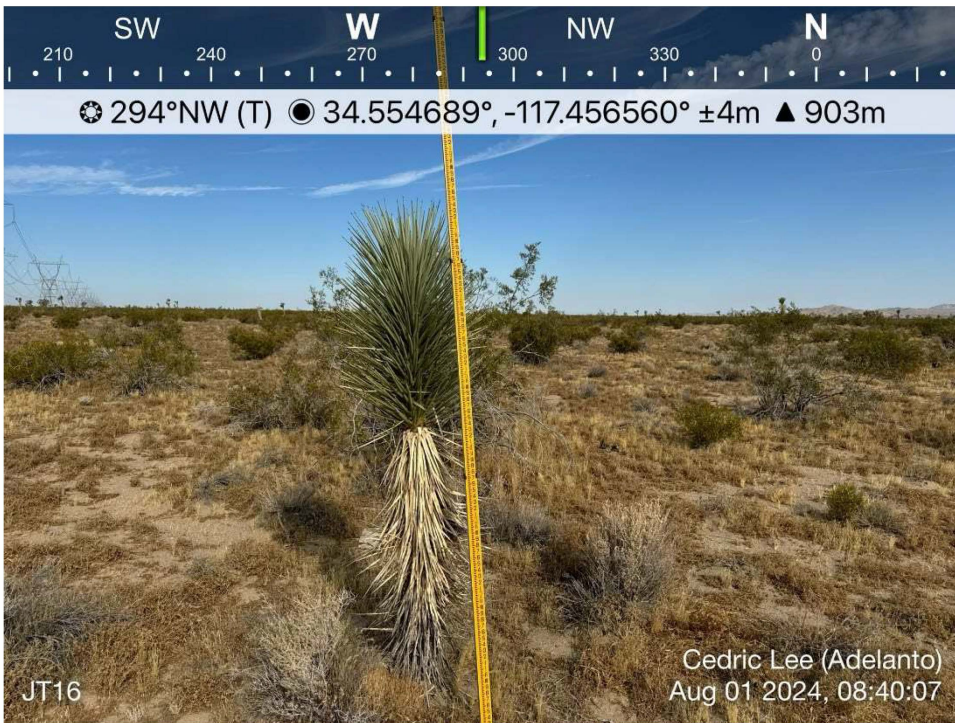 SW W NW N
210 240 270 300 330 0
294°NW (T) 34.554689°, -117.456560° ±4m ▲ 903m
JT16
Cedric Lee (Adelanto)
Aug 01 2024, 08:40:07